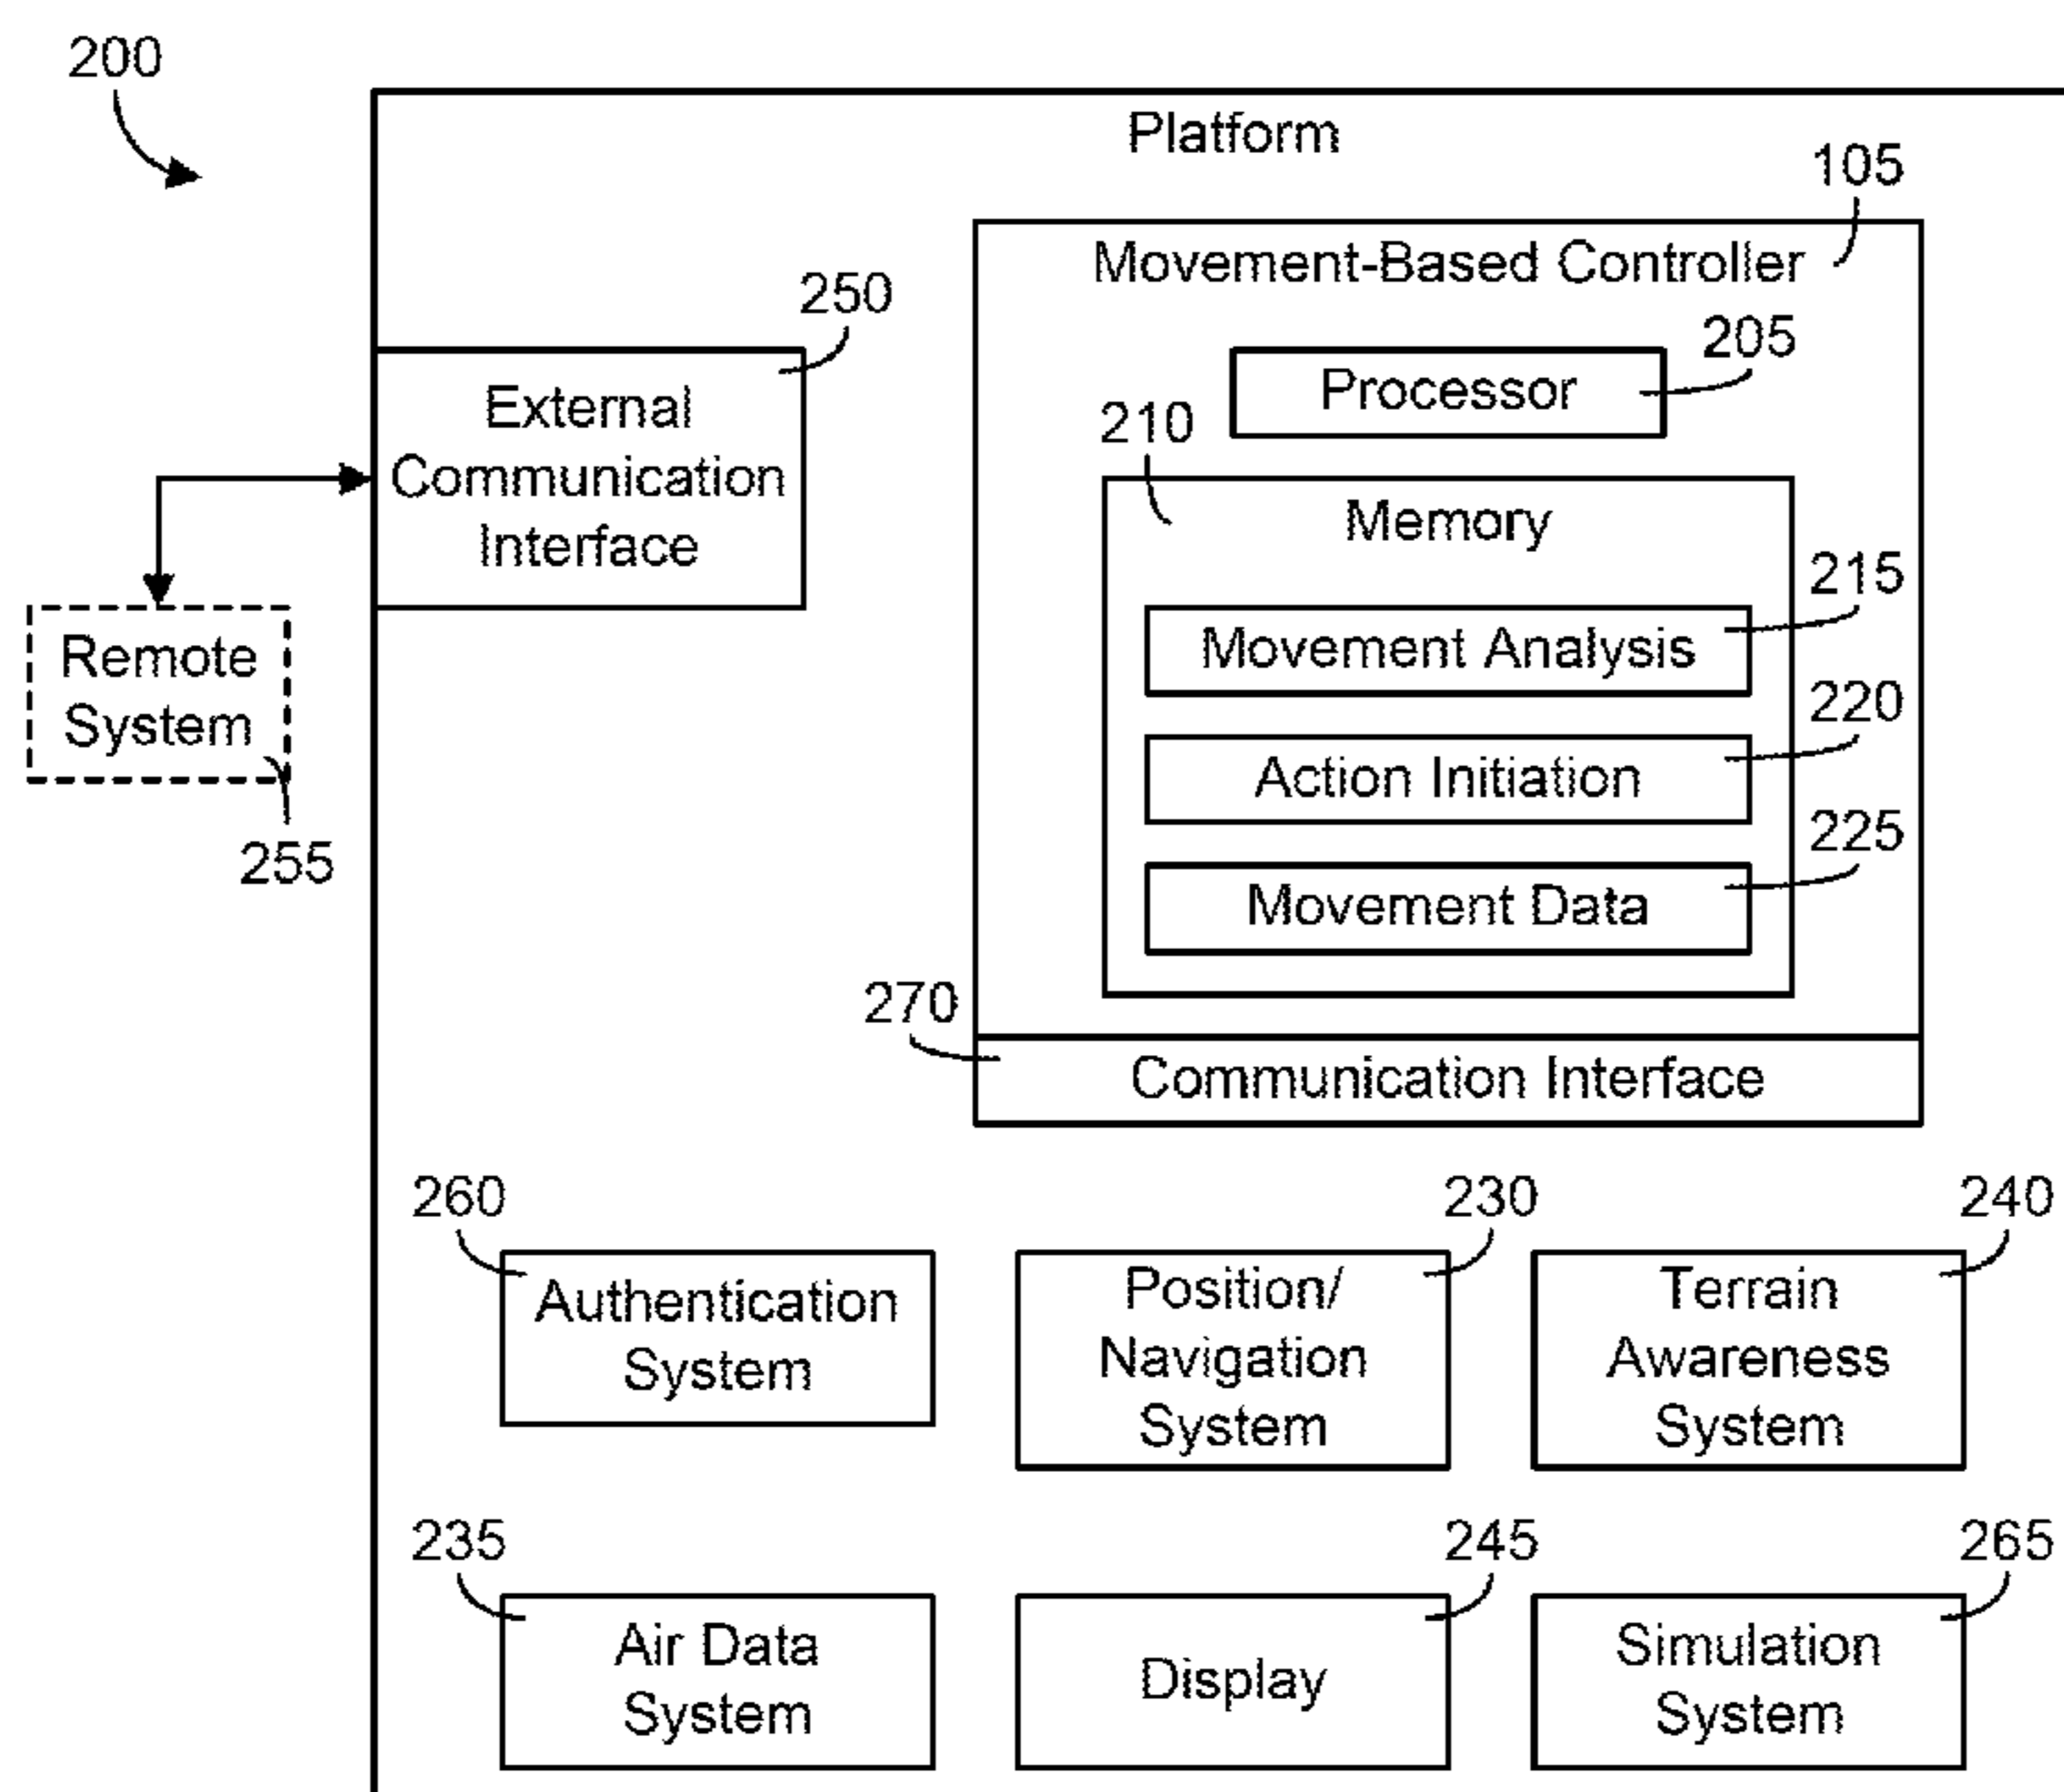 200
Platform
105
Movement-Based Controller
250
205
Processor
External
Communication
Interface
210
Memory
215
Movement Analysis
Remote
System
220
Action Initiation
255
225
Movement Data
270
Communication Interface
260
230
240
Authentication
System
Position/
Navigation
System
Terrain
Awareness
System
235
245
265
Air Data
System
Display
Simulation
System